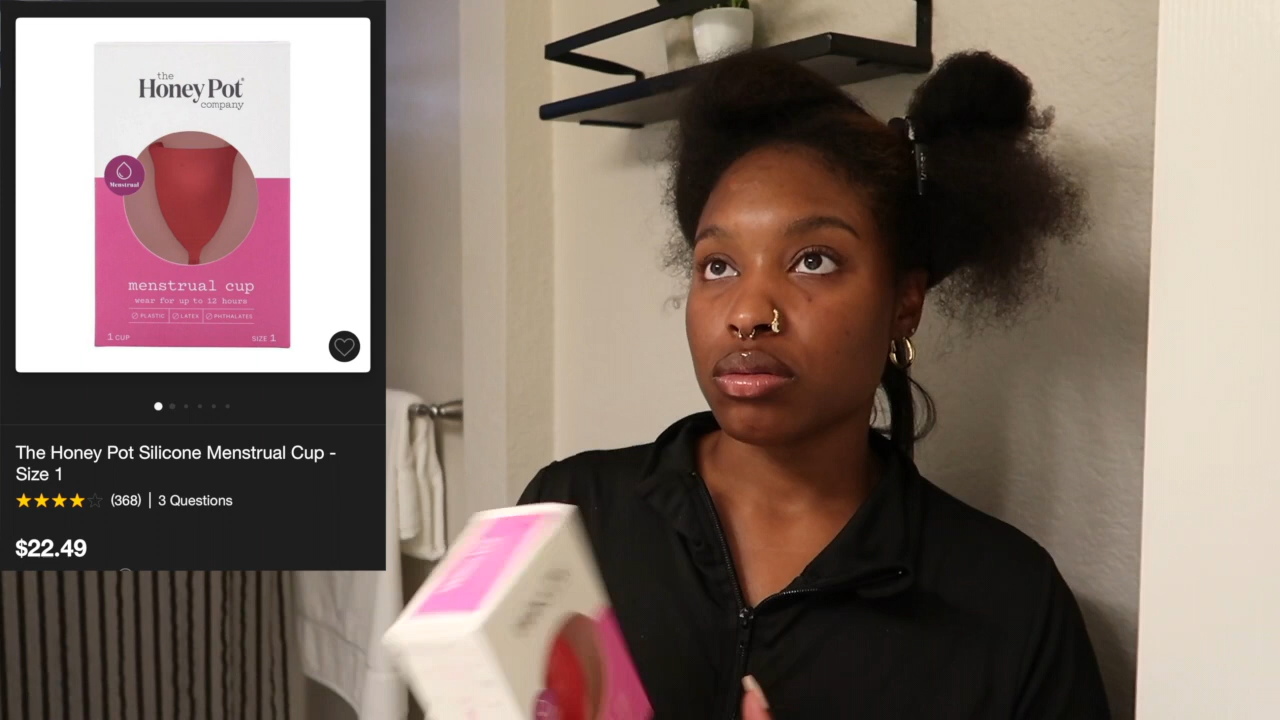 the
Honey Pot®
company
Menstrual
menstrual cup
wear for up to 12 hours
PLASTIC LATEX PHTHALATES
1 CUP
SIZE 1
The Honey Pot Silicone Menstrual Cup -
Size 1
(368) | 3 Questions
$22.49